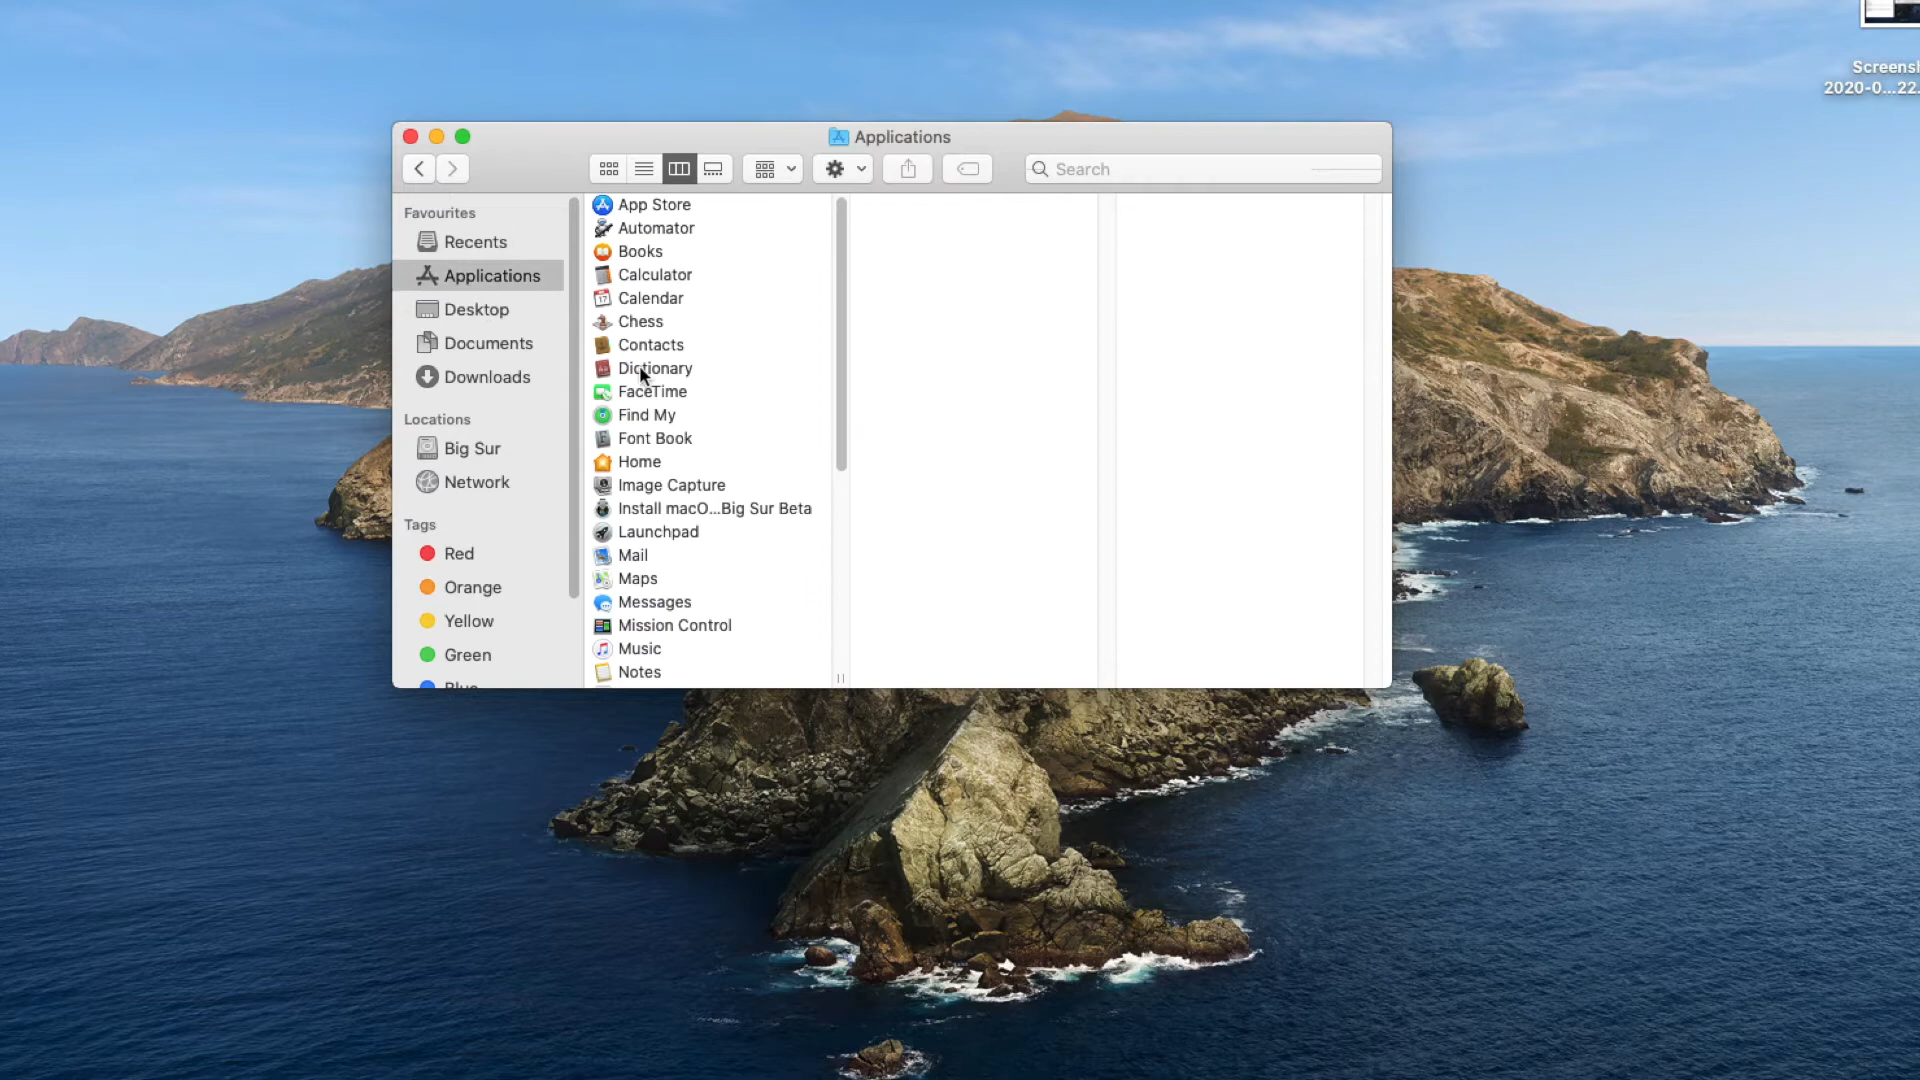 Screensh
2020-0...22.
Applications
Search
Favourites
Recents
Applications
Desktop
Documents
Downloads
Locations
Big Sur
Network
Tags
Red
Orange
Yellow
Green
Blue
App Store
Automator
Books
Calculator
Calendar
Chess
Contacts
Dictionary
FaceTime
Find My
Font Book
Home
Image Capture
Install macO...Big Sur Beta
Launchpad
Mail
Maps
Messages
Mission Control
Music
Notes